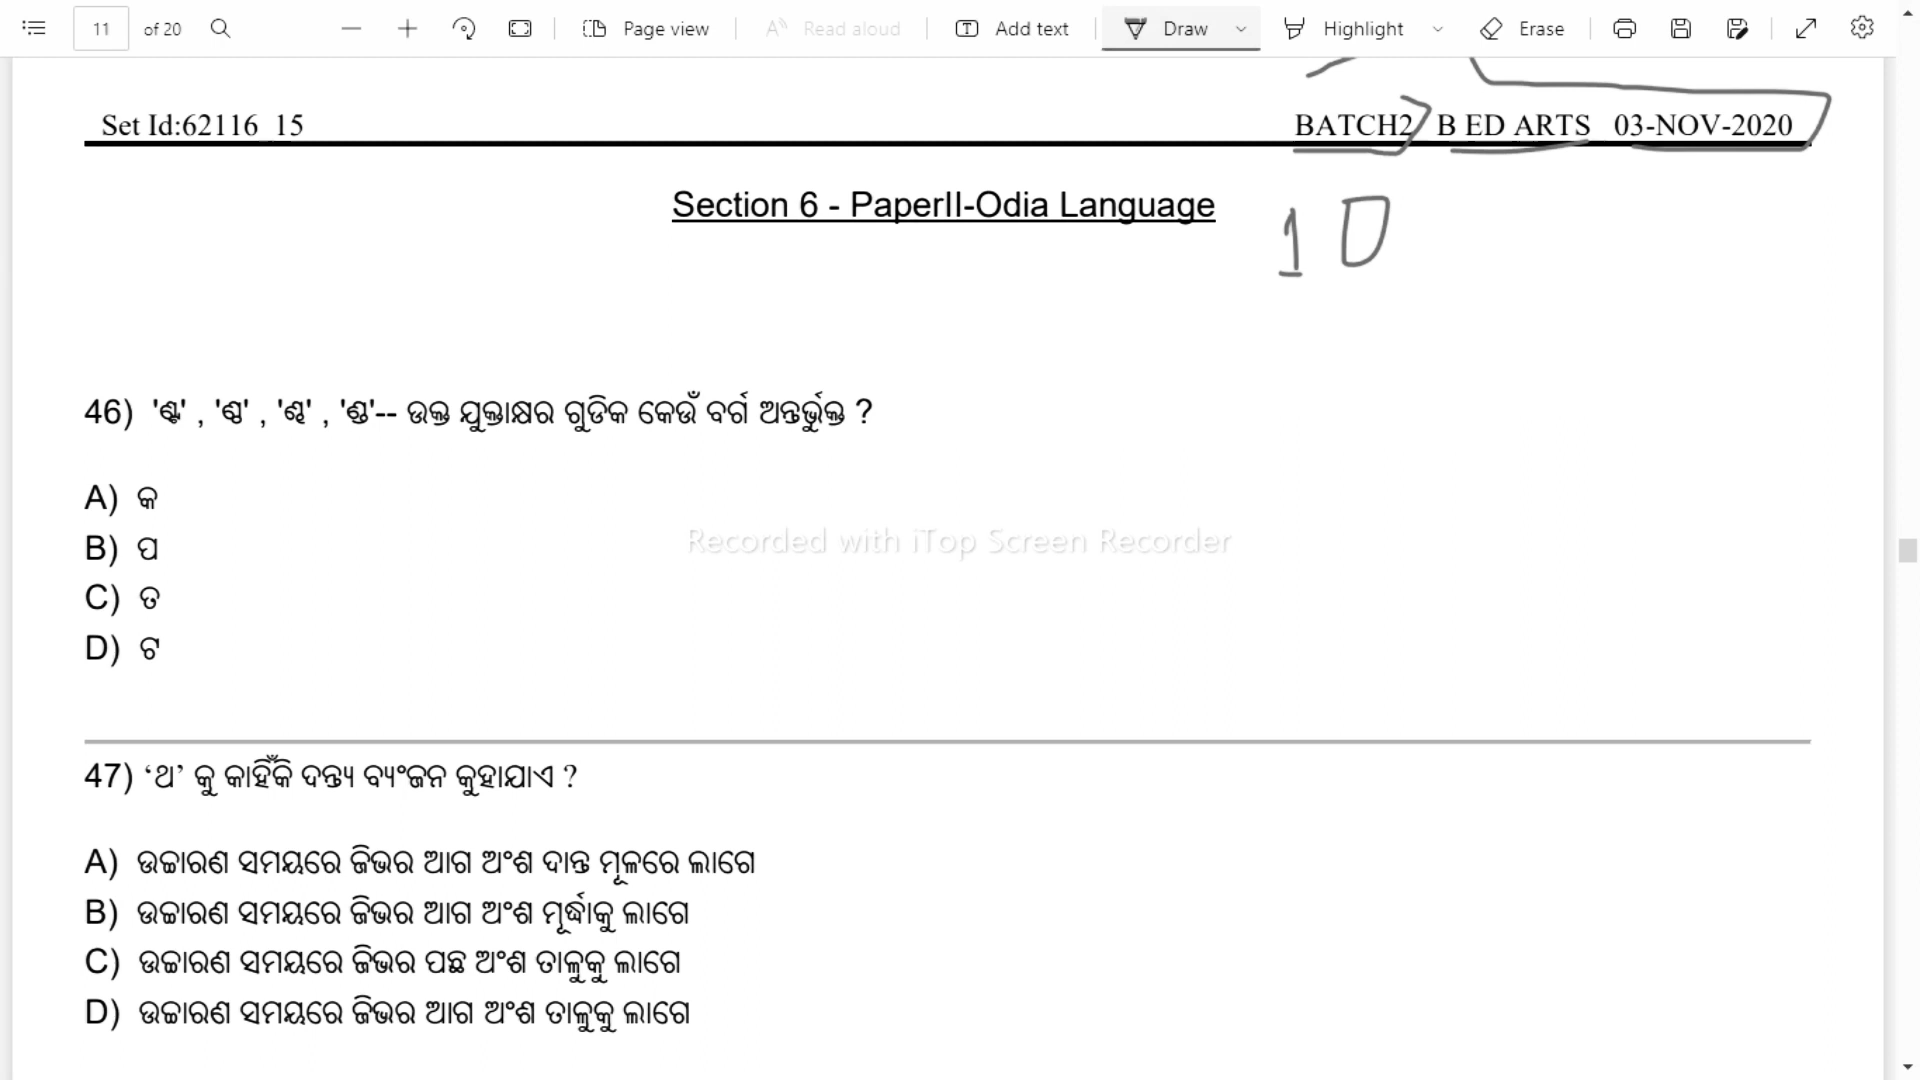 11 of 20 Page view Read aloud Add text Draw Highlight Erase
Set Id:62116_15 BATCH2 B ED ARTS 03-NOV-2020
Section 6 - PaperII-Odia Language
10
46) 'ଣ୍ଟ' , 'ଣ୍ଠ' , 'ଣ୍ଢ' , 'ଣ୍ଡ'-- ଉକ୍ତ ଯୁକ୍ତାକ୍ଷର ଗୁଡିକ କେଉଁ ବର୍ଗ ଅନ୍ତର୍ଭୁକ୍ତ ?
A) କ
B) ପ
Recorded with iTop Screen Recorder
C) ତ
D) ଟ
47) ‘ଥ’ କୁ କାହିଁକି ଦନ୍ତ୍ୟ ବ୍ୟଂଜନ କୁହାଯାଏ ?
A) ଉଚ୍ଚାରଣ ସମୟରେ ଜିଭର ଆଗ ଅଂଶ ଦାନ୍ତ ମୂଳରେ ଲାଗେ
B) ଉଚ୍ଚାରଣ ସମୟରେ ଜିଭର ଆଗ ଅଂଶ ମୂର୍ଦ୍ଧାକୁ ଲାଗେ
C) ଉଚ୍ଚାରଣ ସମୟରେ ଜିଭର ପଛ ଅଂଶ ତାଳୁକୁ ଲାଗେ
D) ଉଚ୍ଚାରଣ ସମୟରେ ଜିଭର ଆଗ ଅଂଶ ତାଳୁକୁ ଲାଗେ